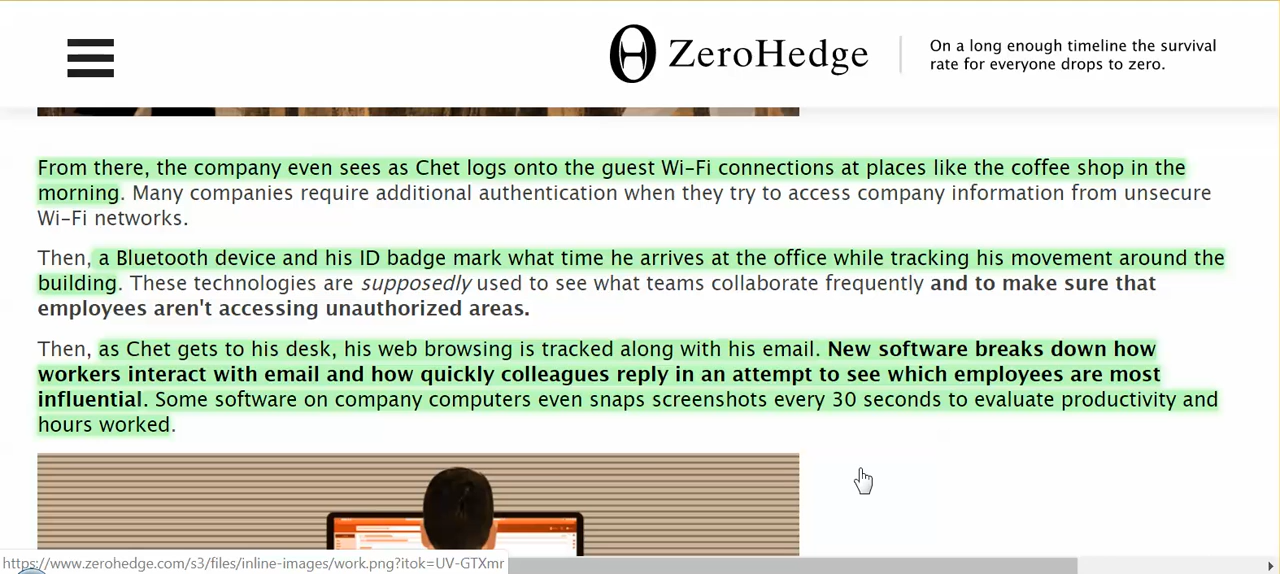 ZeroHedge
On a long enough timeline the survival
rate for everyone drops to zero.
From there, the company even sees as Chet logs onto the guest Wi-Fi connections at places like the coffee shop in the
morning. Many companies require additional authentication when they try to access company information from unsecure
Wi-Fi networks.
Then, a Bluetooth device and his ID badge mark what time he arrives at the office while tracking his movement around the
building. These technologies are supposedly used to see what teams collaborate frequently and to make sure that
employees aren't accessing unauthorized areas.
Then, as Chet gets to his desk, his web browsing is tracked along with his email. New software breaks down how
workers interact with email and how quickly colleagues reply in an attempt to see which employees are most
influential. Some software on company computers even snaps screenshots every 30 seconds to evaluate productivity and
hours worked.
https://www.zerohedge.com/s3/files/inline-images/work.png?itok=UV-GTXmr